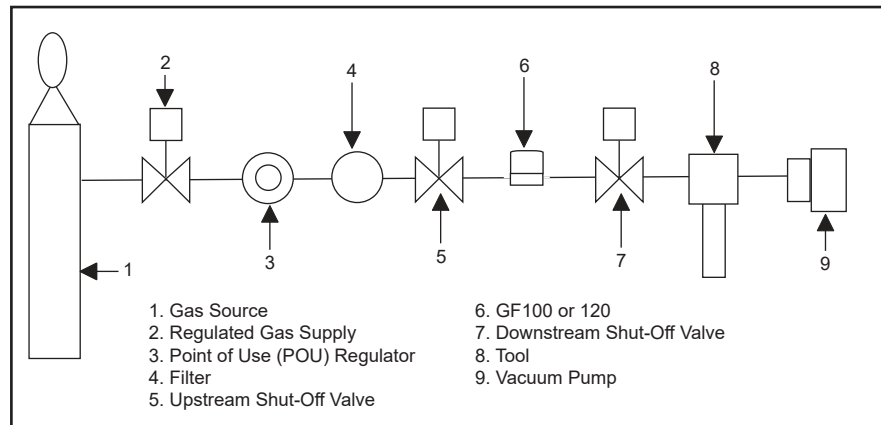 2
4
6
8
1
3
5
7
9
1. Gas Source
2. Regulated Gas Supply
3. Point of Use (POU) Regulator
4. Filter
5. Upstream Shut-Off Valve
6. GF100 or 120
7. Downstream Shut-Off Valve
8. Tool
9. Vacuum Pump